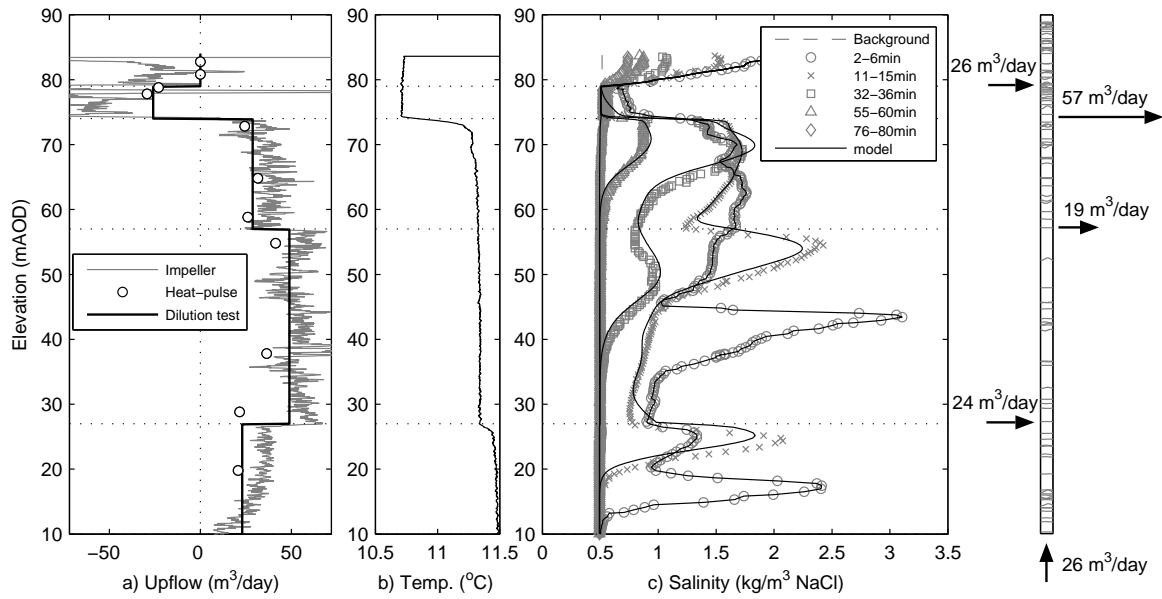 90
80
70
60
50
40
30
20
10
Elevation (mAOD)
−50 0 50
a) Upflow (m³/day)
Impeller
Heat−pulse
Dilution test
90
80
70
60
50
40
30
20
10
10.5 11 11.5
b) Temp. (°C)
90
80
70
60
50
40
30
20
10
0 0.5 1 1.5 2 2.5 3 3.5
c) Salinity (kg/m³ NaCl)
Background
2−6min
11−15min
32−36min
55−60min
76−80min
model
26 m³/day
57 m³/day
19 m³/day
24 m³/day
26 m³/day